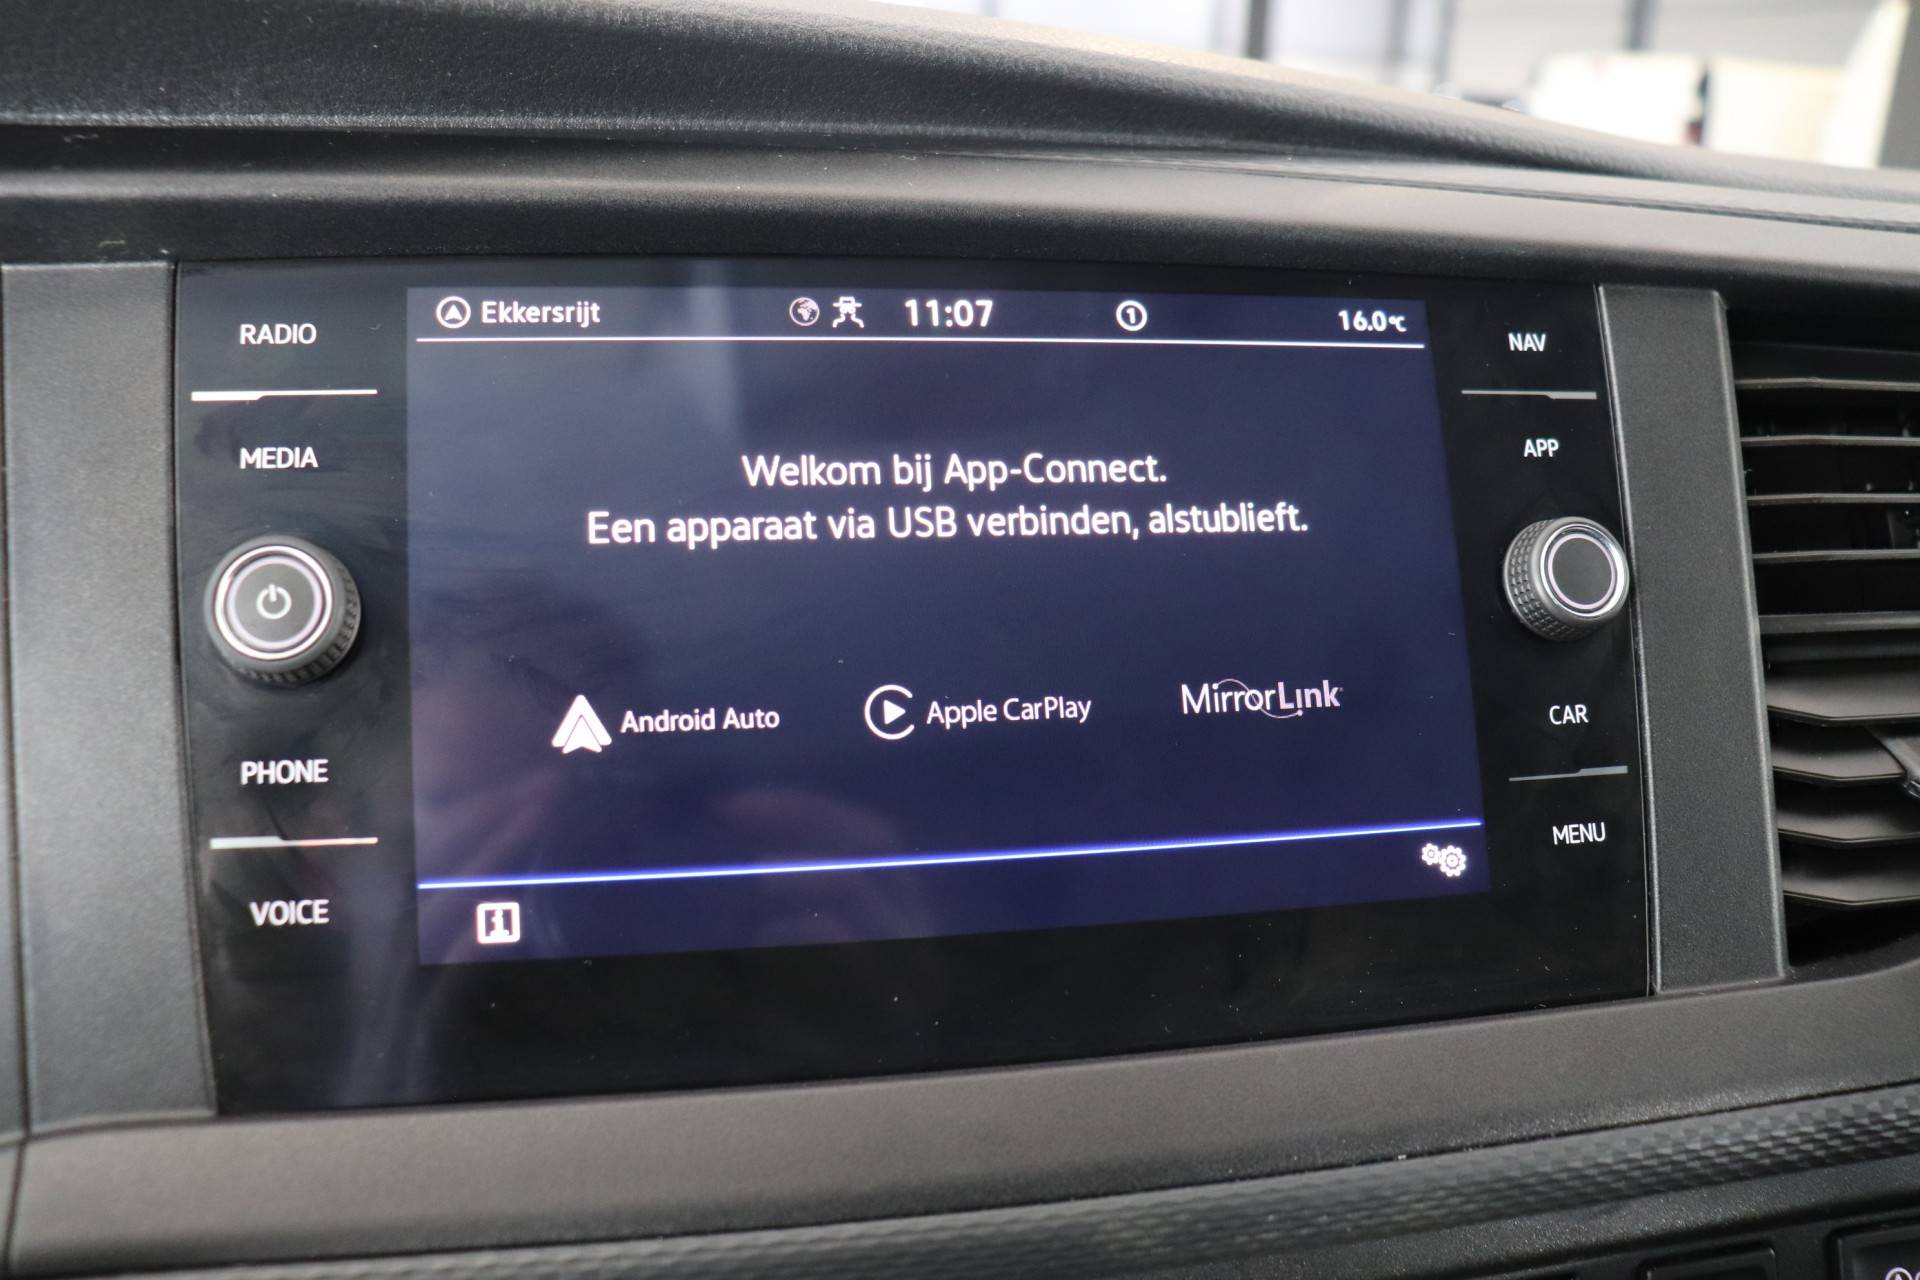 RADIO
MEDIA
PHONE
VOICE
Ekkersrijt
11:07
1
16.0°C
Welkom bij App-Connect.
Een apparaat via USB verbinden, alstublieft.
Android Auto
Apple CarPlay
MirrorLink
i
NAV
APP
CAR
MENU